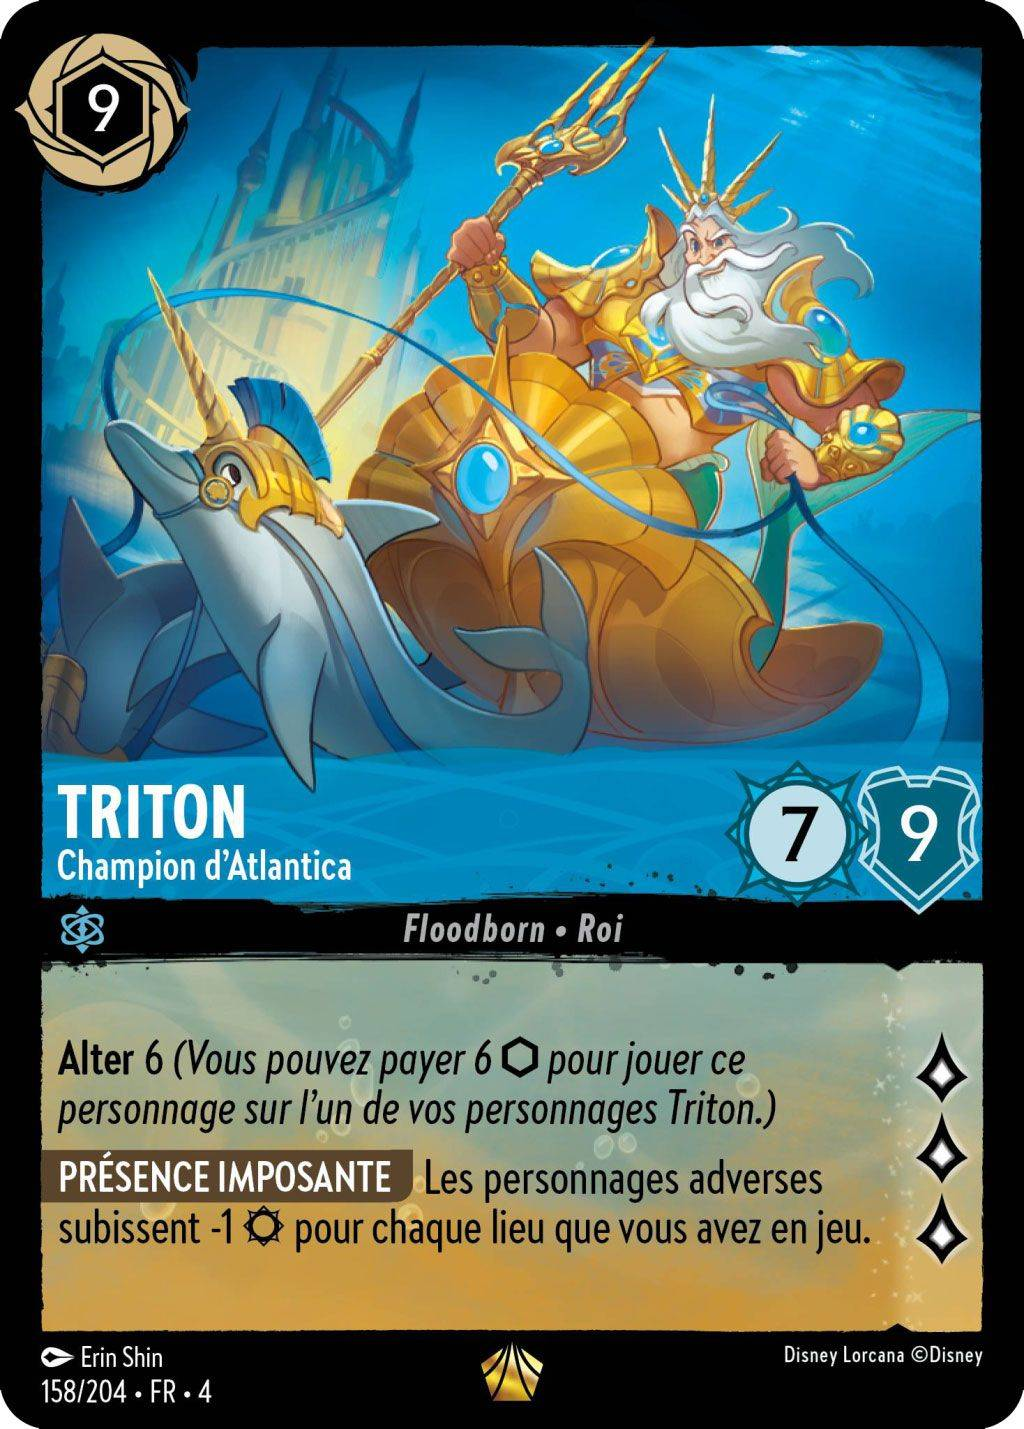 9
TRITON
Champion d'Atlantica
7
9
Floodborn • Roi
Alter 6 (Vous pouvez payer 6 ⬡ pour jouer ce
personnage sur l'un de vos personnages Triton.)
PRÉSENCE IMPOSANTE Les personnages adverses
subissent -1 pour chaque lieu que vous avez en jeu.
Erin Shin
Disney Lorcana ©Disney
158/204 • FR • 4